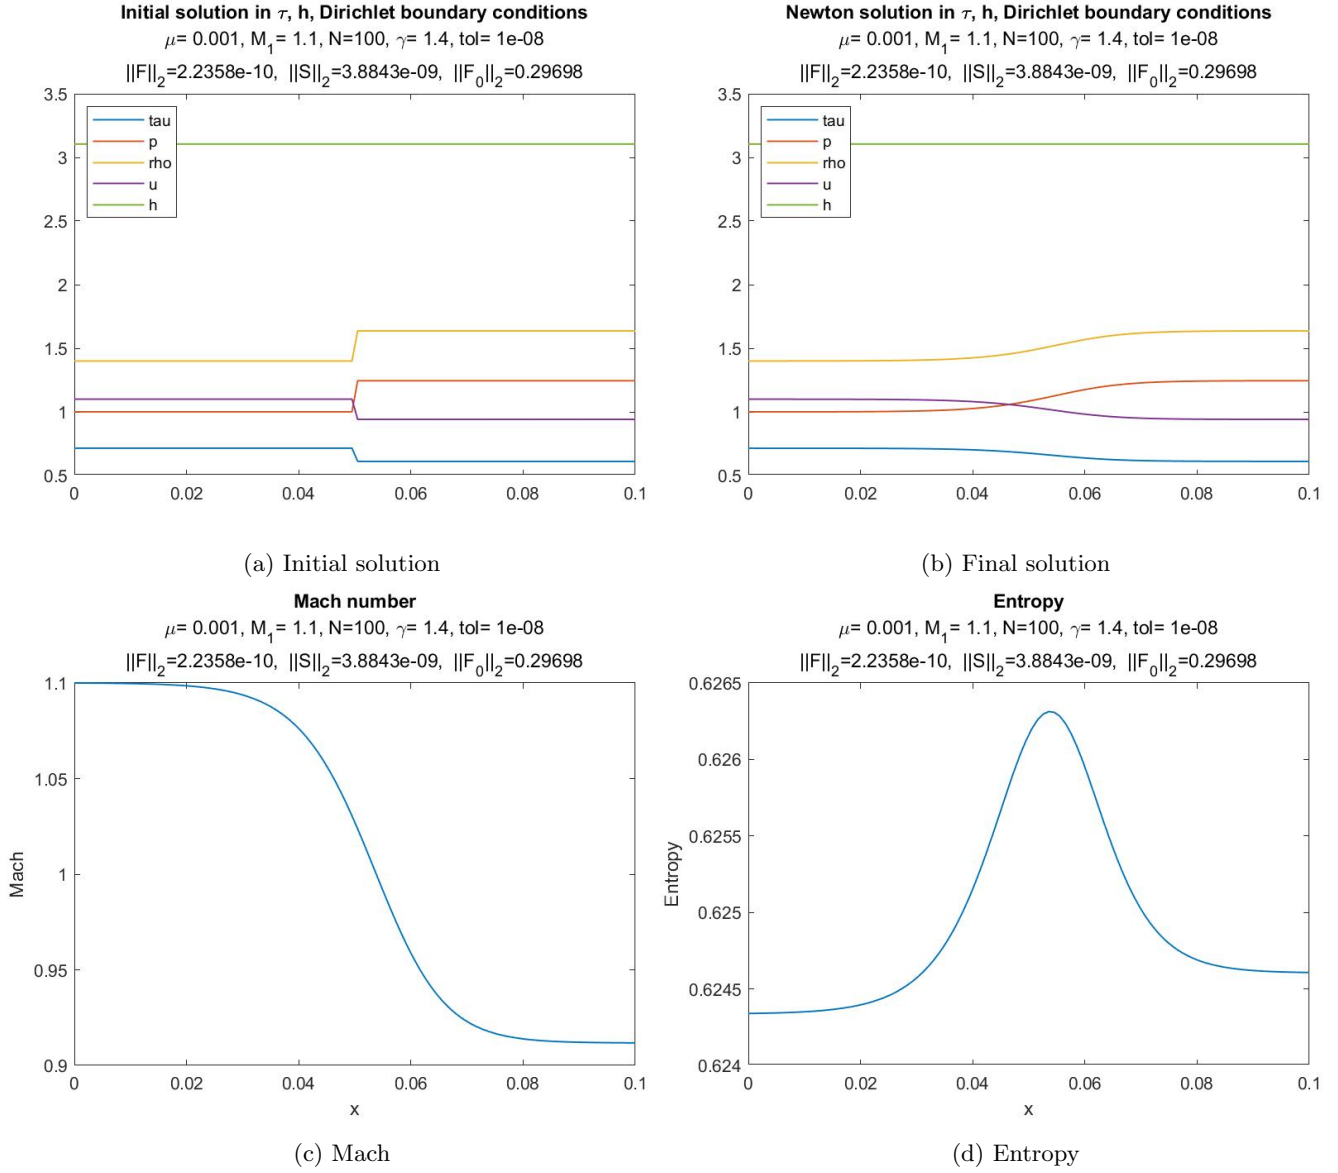 Initial solution in τ, h, Dirichlet boundary conditions
μ= 0.001, M1= 1.1, N=100, γ= 1.4, tol= 1e-08
||F||2=2.2358e-10, ||S||2=3.8843e-09, ||F0||2=0.29698
3.5
3
2.5
2
1.5
1
0.5
tau
p
rho
u
h
0 0.02 0.04 0.06 0.08 0.1
(a) Initial solution
Newton solution in τ, h, Dirichlet boundary conditions
μ= 0.001, M1= 1.1, N=100, γ= 1.4, tol= 1e-08
||F||2=2.2358e-10, ||S||2=3.8843e-09, ||F0||2=0.29698
3.5
3
2.5
2
1.5
1
0.5
tau
p
rho
u
h
0 0.02 0.04 0.06 0.08 0.1
(b) Final solution
Mach number
μ= 0.001, M1= 1.1, N=100, γ= 1.4, tol= 1e-08
||F||2=2.2358e-10, ||S||2=3.8843e-09, ||F0||2=0.29698
1.1
1.05
1
0.95
0.9
Mach
0 0.02 0.04 0.06 0.08 0.1
x
(c) Mach
Entropy
μ= 0.001, M1= 1.1, N=100, γ= 1.4, tol= 1e-08
||F||2=2.2358e-10, ||S||2=3.8843e-09, ||F0||2=0.29698
0.6265
0.626
0.6255
0.625
0.6245
0.624
Entropy
0 0.02 0.04 0.06 0.08 0.1
x
(d) Entropy